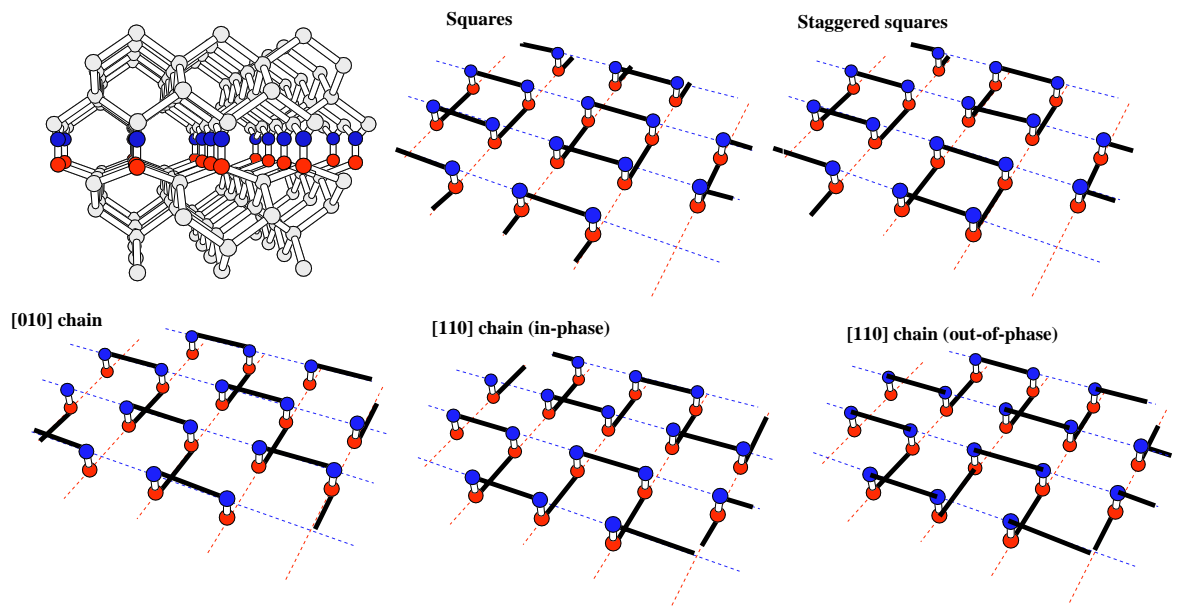 Squares
Staggered squares
[010] chain
[110] chain (in-phase)
[110] chain (out-of-phase)